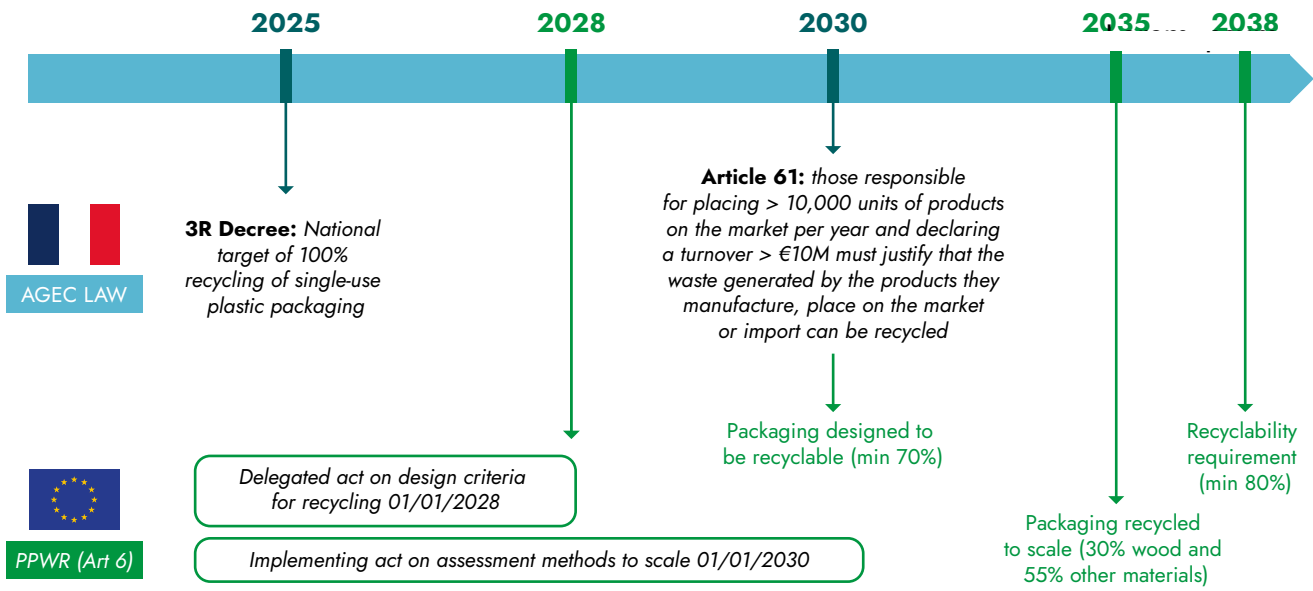 2025
2028
2030
2035
2038
3R Decree: National
target of 100%
recycling of single-use
plastic packaging
Article 61: those responsible
for placing > 10,000 units of products
on the market per year and declaring
a turnover > €10M must justify that the
waste generated by the products they
manufacture, place on the market
or import can be recycled
AGEC LAW
Packaging designed to
be recyclable (min 70%)
Recyclability
requirement
(min 80%)
Delegated act on design criteria
for recycling 01/01/2028
Packaging recycled
to scale (30% wood and
55% other materials)
PPWR (Art 6)
Implementing act on assessment methods to scale 01/01/2030